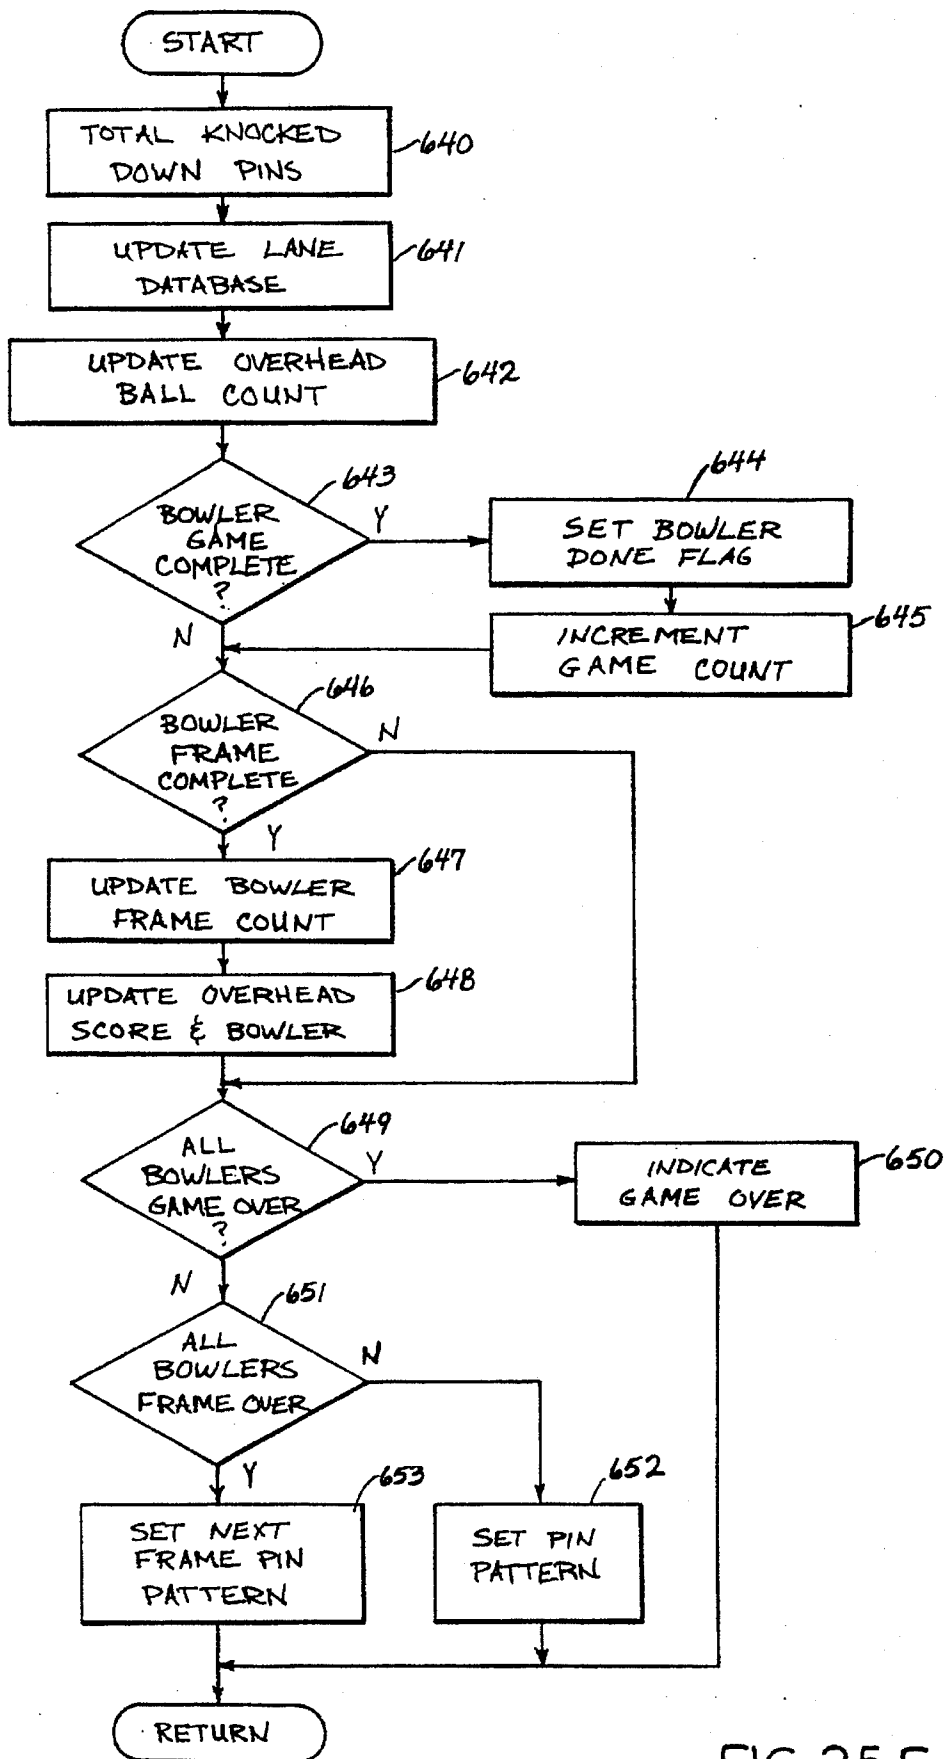 START
TOTAL KNOCKED
DOWN PINS
640
UPDATE LANE
DATABASE
641
UPDATE OVERHEAD
BALL COUNT
642
BOWLER
GAME
COMPLETE
?
643
Y
N
644
SET BOWLER
DONE FLAG
INCREMENT
GAME COUNT
645
BOWLER
FRAME
COMPLETE
?
646
N
Y
UPDATE BOWLER
FRAME COUNT
647
UPDATE OVERHEAD
SCORE & BOWLER
648
ALL
BOWLERS
GAME OVER
?
649
Y
N
INDICATE
GAME OVER
650
ALL
BOWLERS
FRAME OVER
651
N
Y
SET NEXT
FRAME PIN
PATTERN
653
SET PIN
PATTERN
652
RETURN